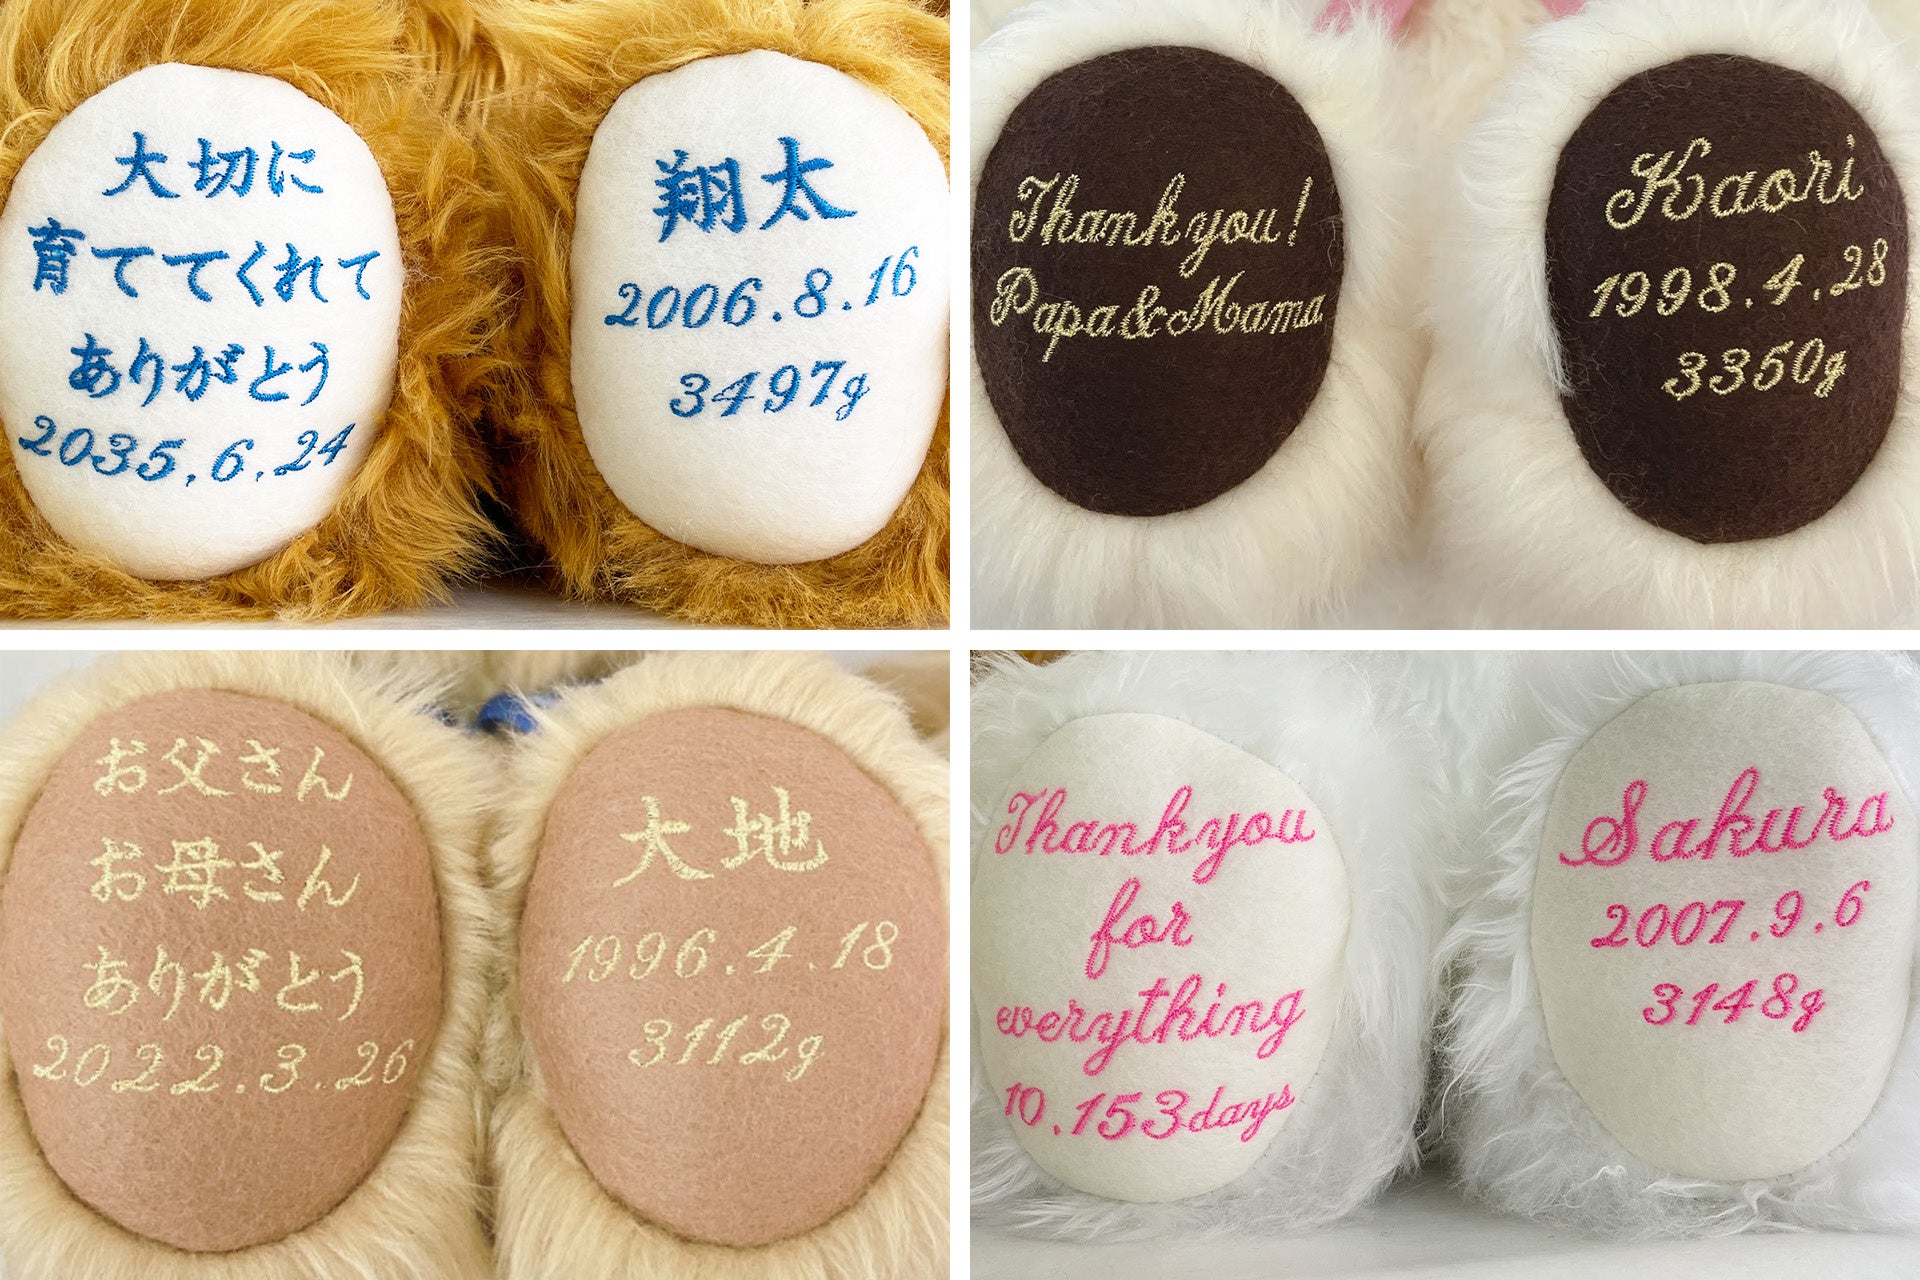 大切に
育ててくれて
ありがとう
2035.6.24
翔太
2006.8.16
3497g
Thank you!
Papa&Mama
Kaori
1998.4.28
3350g
お父さん
お母さん
ありがとう
2022.3.26
大地
1996.4.18
3112g
Thank you
for
everything
10.153days
Sakura
2007.9.6
3148g